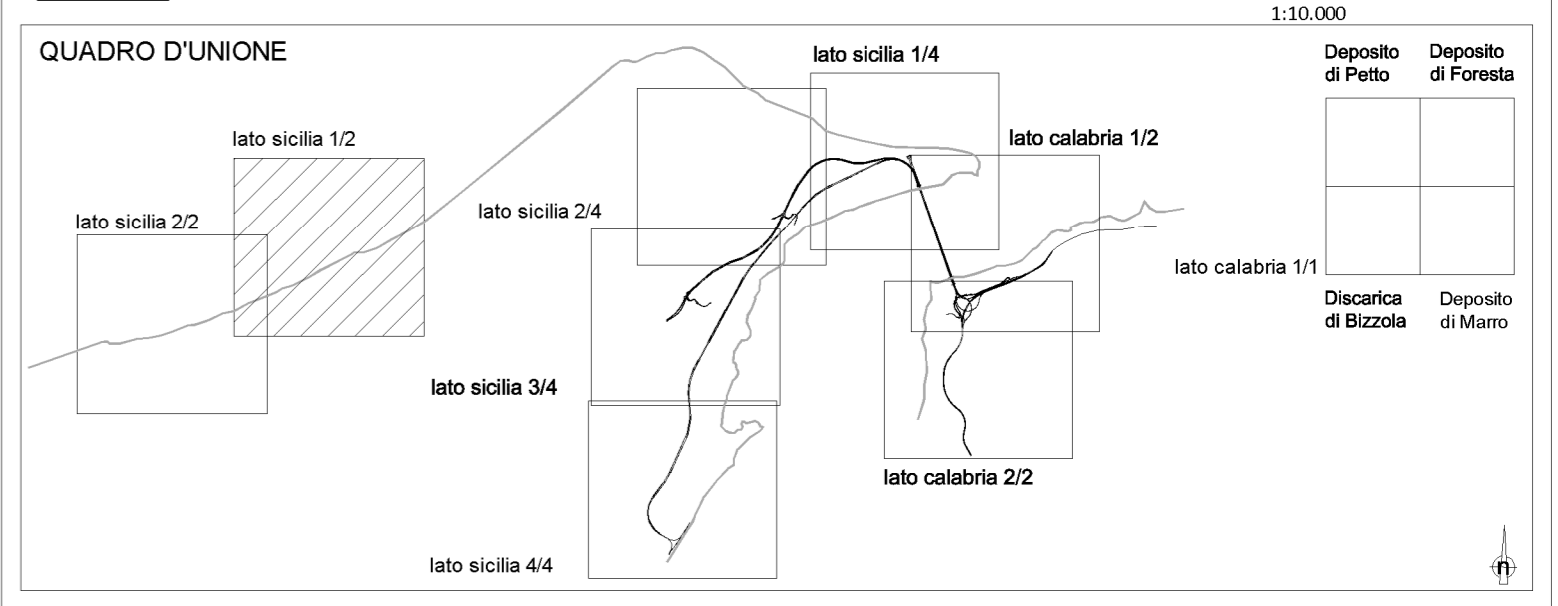 1:10.000
QUADRO D'UNIONE
lato sicilia 1/4
Deposito
di Petto
Deposito
di Foresta
lato sicilia 1/2
lato calabria 1/2
lato sicilia 2/2
lato sicilia 2/4
lato calabria 1/1
Discarica
di Bizzola
Deposito
di Marro
lato sicilia 3/4
lato calabria 2/2
lato sicilia 4/4
n